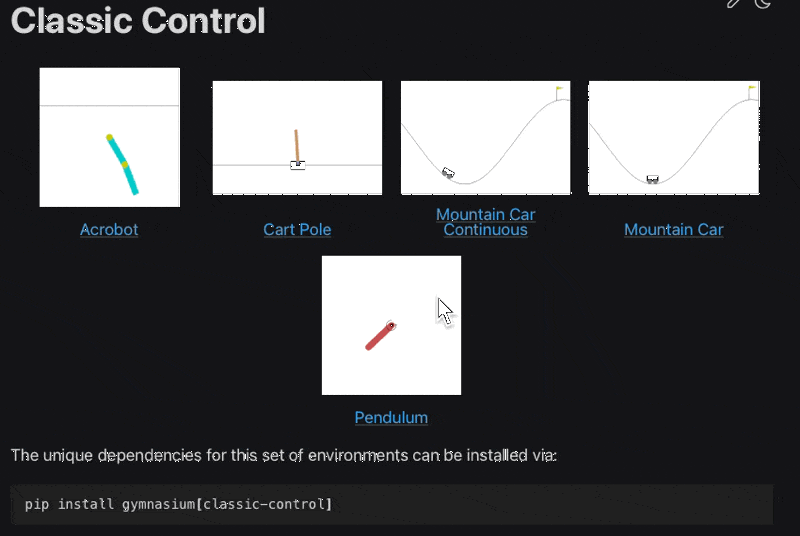 Classic Control
Acrobot
Cart Pole
Mountain Car
Continuous
Mountain Car
Pendulum
The unique dependencies for this set of environments can be installed via:
pip install gymnasium[classic-control]